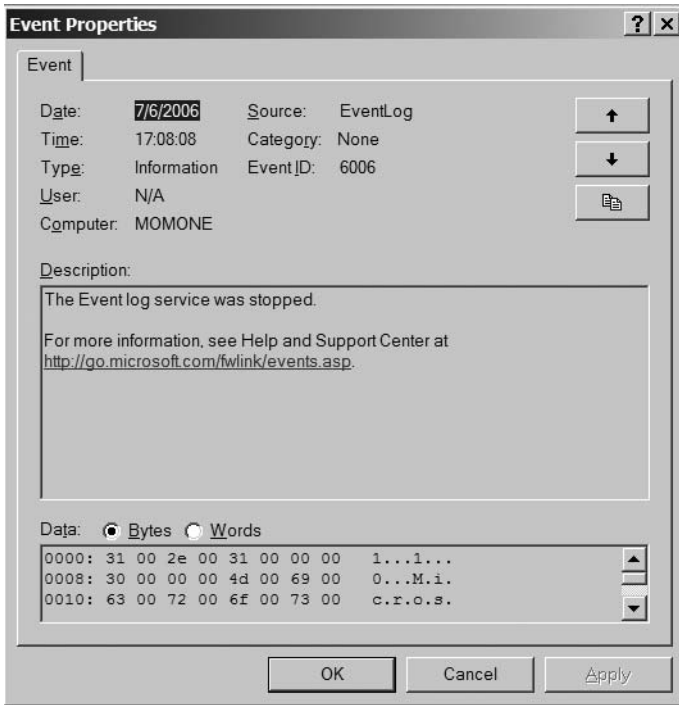 Event Properties
Event
Date: 7/6/2006 Source: EventLog
Time: 17:08:08 Category: None
Type: Information Event ID: 6006
User: N/A
Computer: MOMONE
Description:
The Event log service was stopped.
For more information, see Help and Support Center at
http://go.microsoft.com/fwlink/events.asp.
Data: Bytes Words
0000: 31 00 2e 00 31 00 00 00 1...1...
0008: 30 00 00 00 4d 00 69 00 0...M.i.
0010: 63 00 72 00 6f 00 73 00 c.r.o.s.
OK Cancel Apply